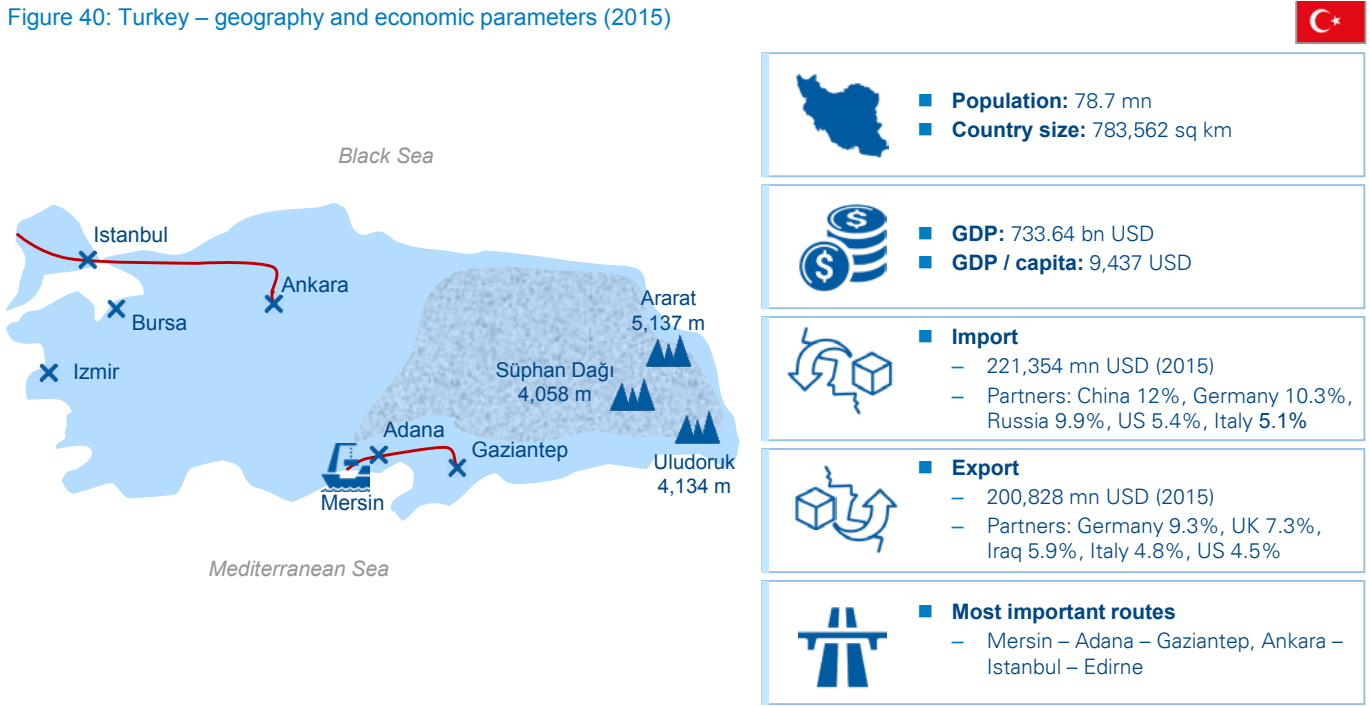 Figure 40: Turkey – geography and economic parameters (2015)
Black Sea
Istanbul
Ankara
Bursa
Izmir
Ararat
5,137 m
Süphan Dağı
4,058 m
Uludoruk
4,134 m
Adana
Gaziantep
Mersin
Mediterranean Sea
Population: 78.7 mn
Country size: 783,562 sq km
GDP: 733.64 bn USD
GDP / capita: 9,437 USD
Import
– 221,354 mn USD (2015)
– Partners: China 12%, Germany 10.3%,
Russia 9.9%, US 5.4%, Italy 5.1%
Export
– 200,828 mn USD (2015)
– Partners: Germany 9.3%, UK 7.3%,
Iraq 5.9%, Italy 4.8%, US 4.5%
Most important routes
– Mersin – Adana – Gaziantep, Ankara –
Istanbul – Edirne